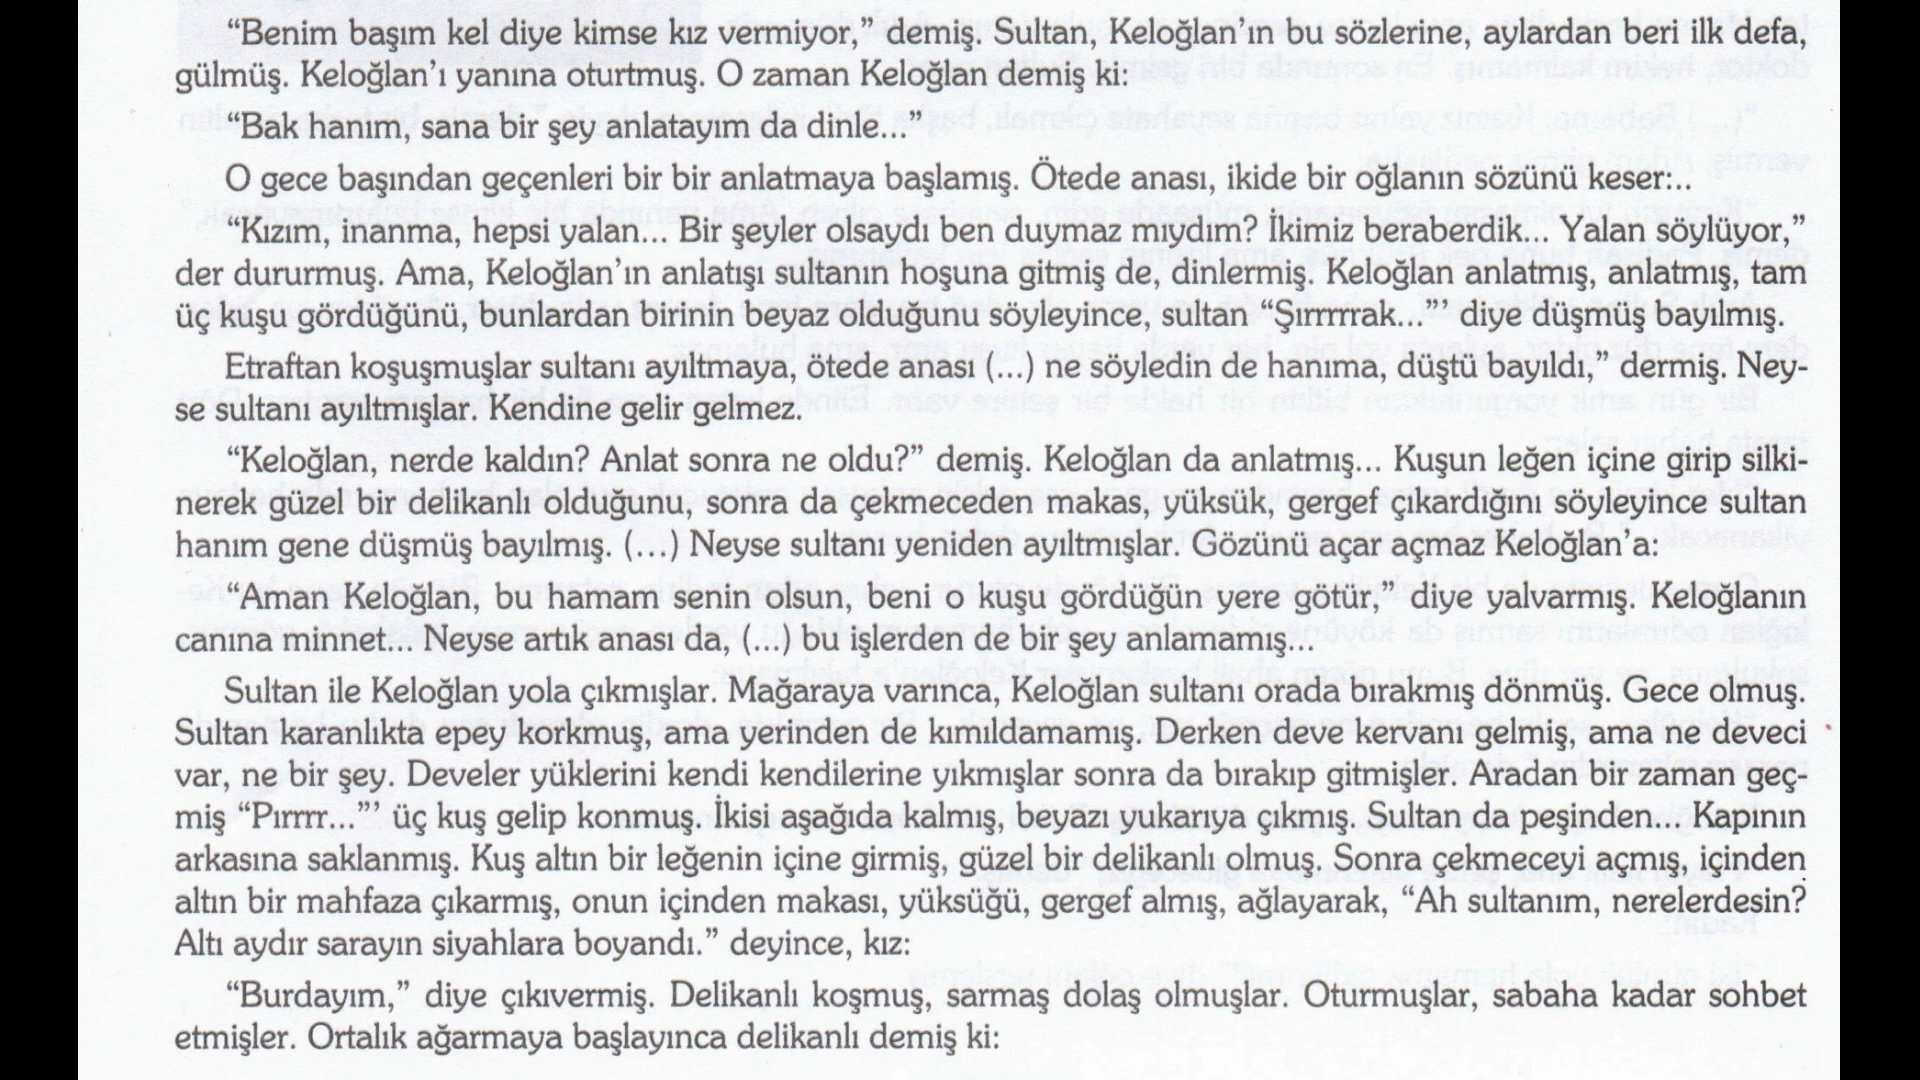 “Benim başım kel diye kimse kız vermiyor,” demiş. Sultan, Keloğlan’ın bu sözlerine, aylardan beri ilk defa,
gülmüş. Keloğlan’ı yanına oturtmuş. O zaman Keloğlan demiş ki:
“Bak hanım, sana bir şey anlatayım da dinle...”
O gece başından geçenleri bir bir anlatmaya başlamış. Ötede anası, ikide bir oğlanın sözünü keser:..
“Kızım, inanma, hepsi yalan... Bir şeyler olsaydı ben duymaz mıydım? İkimiz beraberdik... Yalan söylüyor,”
der dururmuş. Ama, Keloğlan’ın anlatışı sultanın hoşuna gitmiş de, dinlermiş. Keloğlan anlatmış, anlatmış, tam
üç kuşu gördüğünü, bunlardan birinin beyaz olduğunu söyleyince, sultan “Şırrrrak...”’ diye düşmüş bayılmış.
Etraftan koşuşmuşlar sultanı ayıltmaya, ötede anası (...) ne söyledin de hanıma, düştü bayıldı,” dermiş. Ney-
se sultanı ayıltmışlar. Kendine gelir gelmez:
“Keloğlan, nerde kaldın? Anlat sonra ne oldu?” demiş. Keloğlan da anlatmış... Kuşun leğen içine girip silki-
nerek güzel bir delikanlı olduğunu, sonra da çekmeceden makas, yüksük, gergef çıkardığını söyleyince sultan
hanım gene düşmüş bayılmış. (...) Neyse sultanı yeniden ayıltmışlar. Gözünü açar açmaz Keloğlan’a:
“Aman Keloğlan, bu hamam senin olsun, beni o kuşu gördüğün yere götür,” diye yalvarmış. Keloğlanın
canına minnet... Neyse artık anası da, (...) bu işlerden de bir şey anlamamış...
Sultan ile Keloğlan yola çıkmışlar. Mağaraya varınca, Keloğlan sultanı orada bırakmış dönmüş. Gece olmuş.
Sultan karanlıkta epey korkmuş, ama yerinden de kımıldamamış. Derken deve kervanı gelmiş, ama ne deveci
var, ne bir şey. Develer yüklerini kendi kendilerine yıkmışlar sonra da bırakıp gitmişler. Aradan bir zaman geç-
miş “Pırrrr...”’ üç kuş gelip konmuş. İkisi aşağıda kalmış, beyazı yukarıya çıkmış. Sultan da peşinden.... Kapının
arkasına saklanmış. Kuş altın bir leğenin içine girmiş, güzel bir delikanlı olmuş. Sonra çekmeceyi açmış, içinden
altın bir mahfaza çıkarmış, onun içinden makası, yüksüğü, gergef almış, ağlayarak, “Ah sultanım, nerelerdesin?
Altı aydır sarayın siyahlara boyandı.” deyince, kız:
“Burdayım,” diye çıkıvermiş. Delikanlı koşmuş, sarmaş dolaş olmuşlar. Oturmuşlar, sabaha kadar sohbet
etmişler. Ortalık ağarmaya başlayınca delikanlı demiş ki: